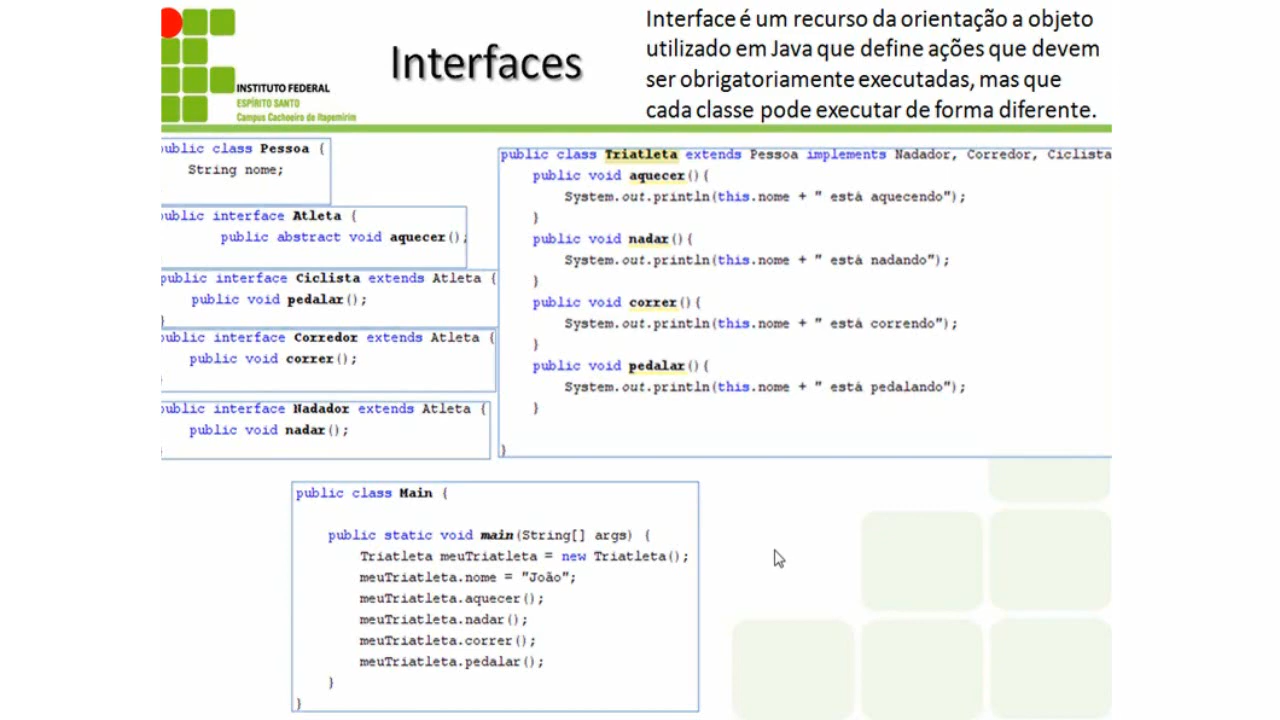 INSTITUTO FEDERAL
ESPÍRITO SANTO
Campus Cachoeiro de Itapemirim
Interfaces
Interface é um recurso da orientação a objeto
utilizado em Java que define ações que devem
ser obrigatoriamente executadas, mas que
cada classe pode executar de forma diferente.
public class Pessoa {
String nome;
public interface Atleta {
public abstract void aquecer();
public interface Ciclista extends Atleta {
public void pedalar();
}
public interface Corredor extends Atleta {
public void correr();
public interface Nadador extends Atleta {
public void nadar();
public class Triatleta extends Pessoa implements Nadador, Corredor, Ciclista
public void aquecer(){
System.out.println(this.nome + " está aquecendo");
}
public void nadar(){
System.out.println(this.nome + " está nadando");
}
public void correr(){
System.out.println(this.nome + " está correndo");
}
public void pedalar(){
System.out.println(this.nome + " está pedalando");
}
}
public class Main {
public static void main(String[] args) {
Triatleta meuTriatleta = new Triatleta();
meuTriatleta.nome = "João";
meuTriatleta.aquecer();
meuTriatleta.nadar();
meuTriatleta.correr();
meuTriatleta.pedalar();
}
}